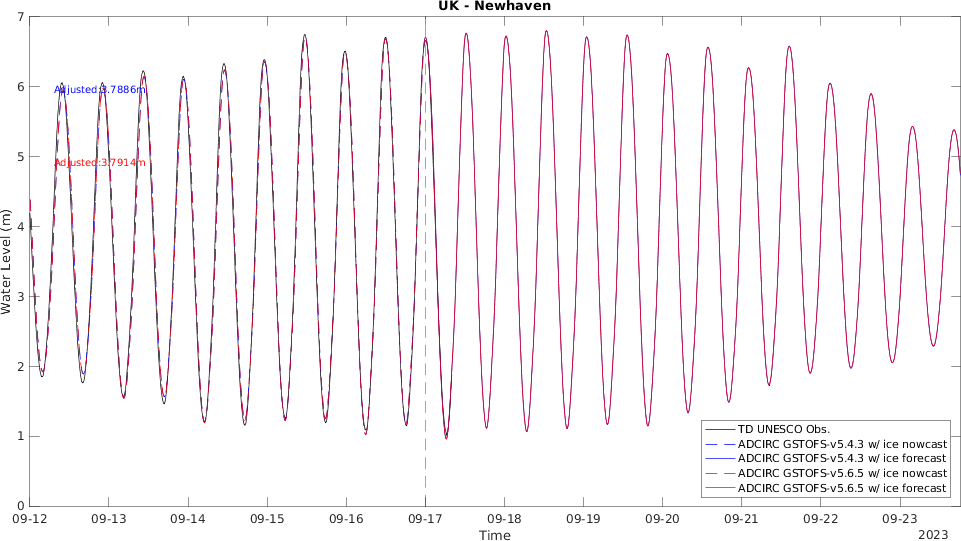 UK - Newhaven
7
6
5
4
3
2
1
0
Water Level (m)
Adjusted:3.7886m
Adjusted:3.7914m
TD UNESCO Obs.
ADCIRC GSTOFS-v5.4.3 w/ ice nowcast
ADCIRC GSTOFS-v5.4.3 w/ ice forecast
ADCIRC GSTOFS-v5.6.5 w/ ice nowcast
ADCIRC GSTOFS-v5.6.5 w/ ice forecast
09-12 09-13 09-14 09-15 09-16 09-17 09-18 09-19 09-20 09-21 09-22 09-23
Time
2023